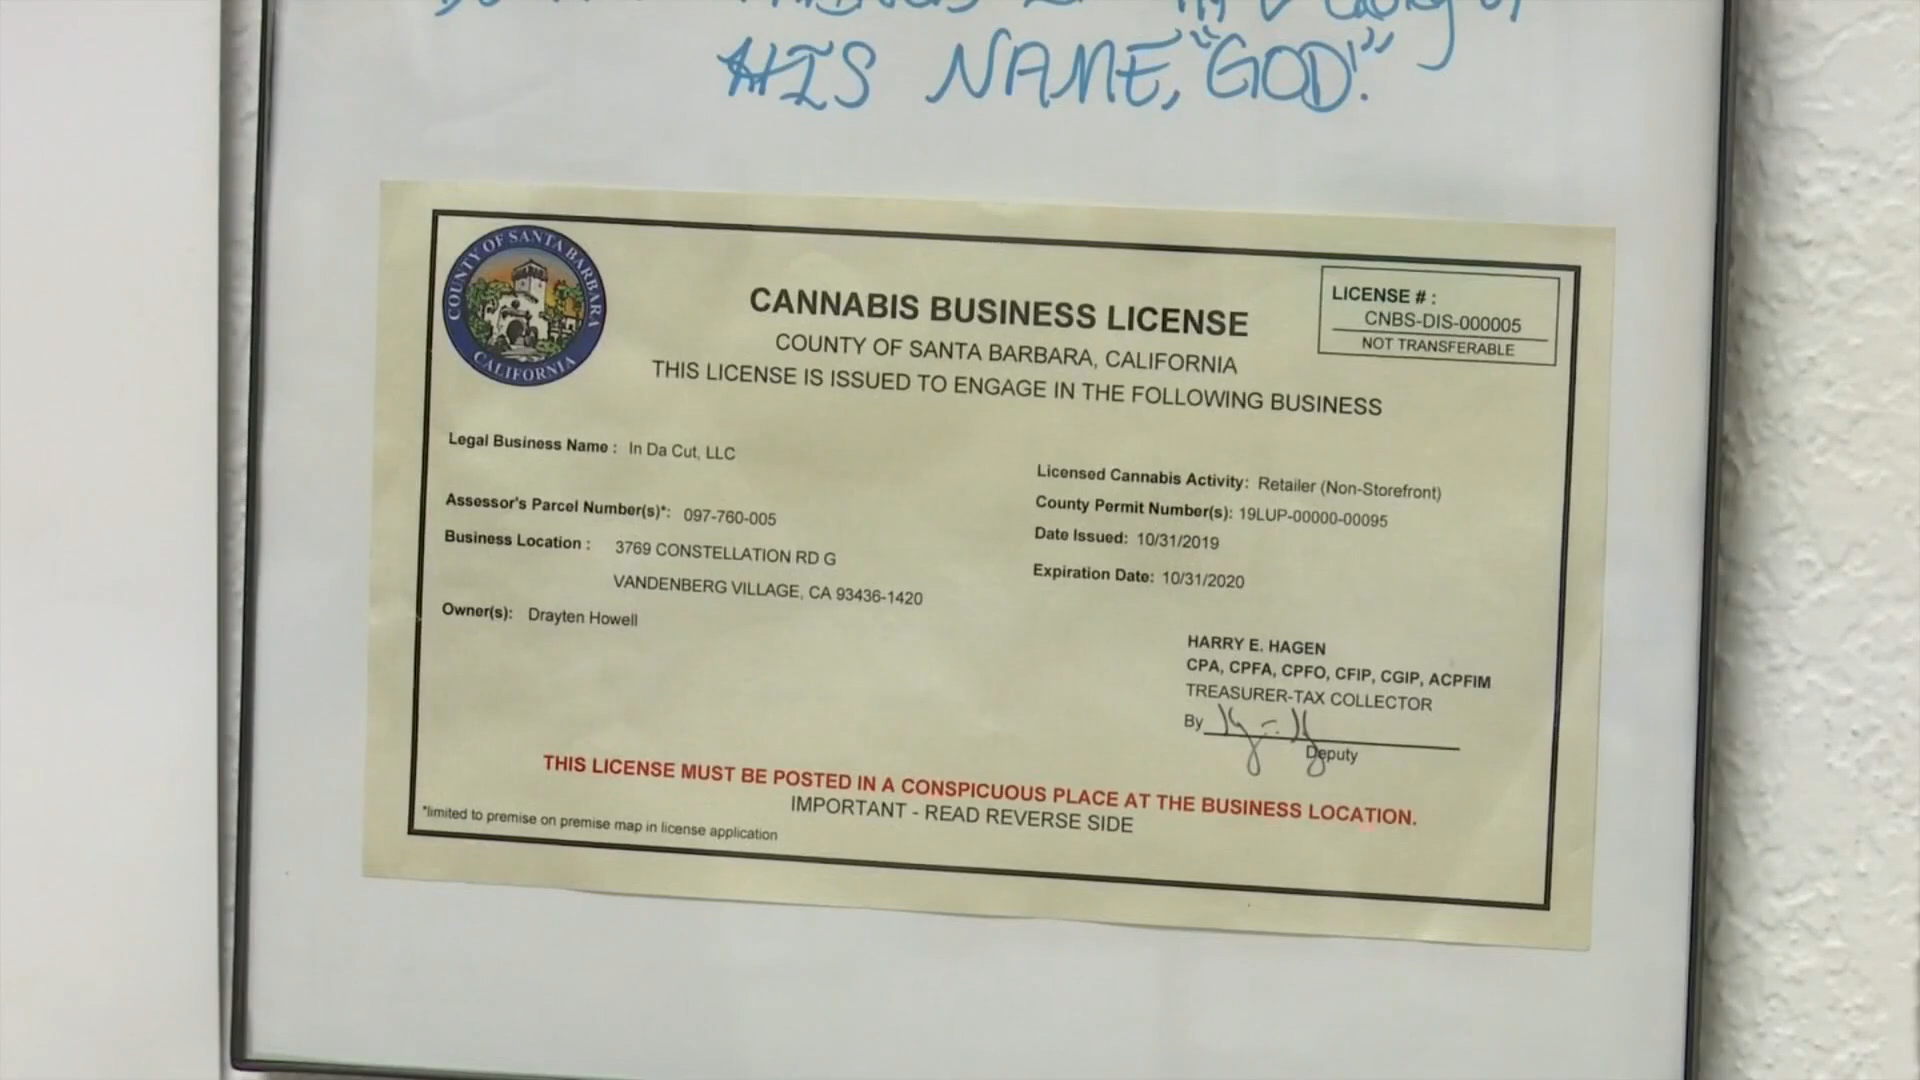 HIS NAME, "GOD!"
COUNTY OF SANTA BARBARA
CALIFORNIA
CANNABIS BUSINESS LICENSE
COUNTY OF SANTA BARBARA, CALIFORNIA
THIS LICENSE IS ISSUED TO ENGAGE IN THE FOLLOWING BUSINESS
LICENSE # :
CNBS-DIS-000005
NOT TRANSFERABLE
Legal Business Name : In Da Cut, LLC
Assessor's Parcel Number(s)*: 097-760-005
Business Location : 3769 CONSTELLATION RD G
VANDENBERG VILLAGE, CA 93436-1420
Owner(s): Drayten Howell
Licensed Cannabis Activity: Retailer (Non-Storefront)
County Permit Number(s): 19LUP-00000-00095
Date Issued: 10/31/2019
Expiration Date: 10/31/2020
HARRY E. HAGEN
CPA, CPFA, CPFO, CFIP, CGIP, ACPFIM
TREASURER-TAX COLLECTOR
By
Deputy
THIS LICENSE MUST BE POSTED IN A CONSPICUOUS PLACE AT THE BUSINESS LOCATION.
IMPORTANT - READ REVERSE SIDE
*limited to premise on premise map in license application